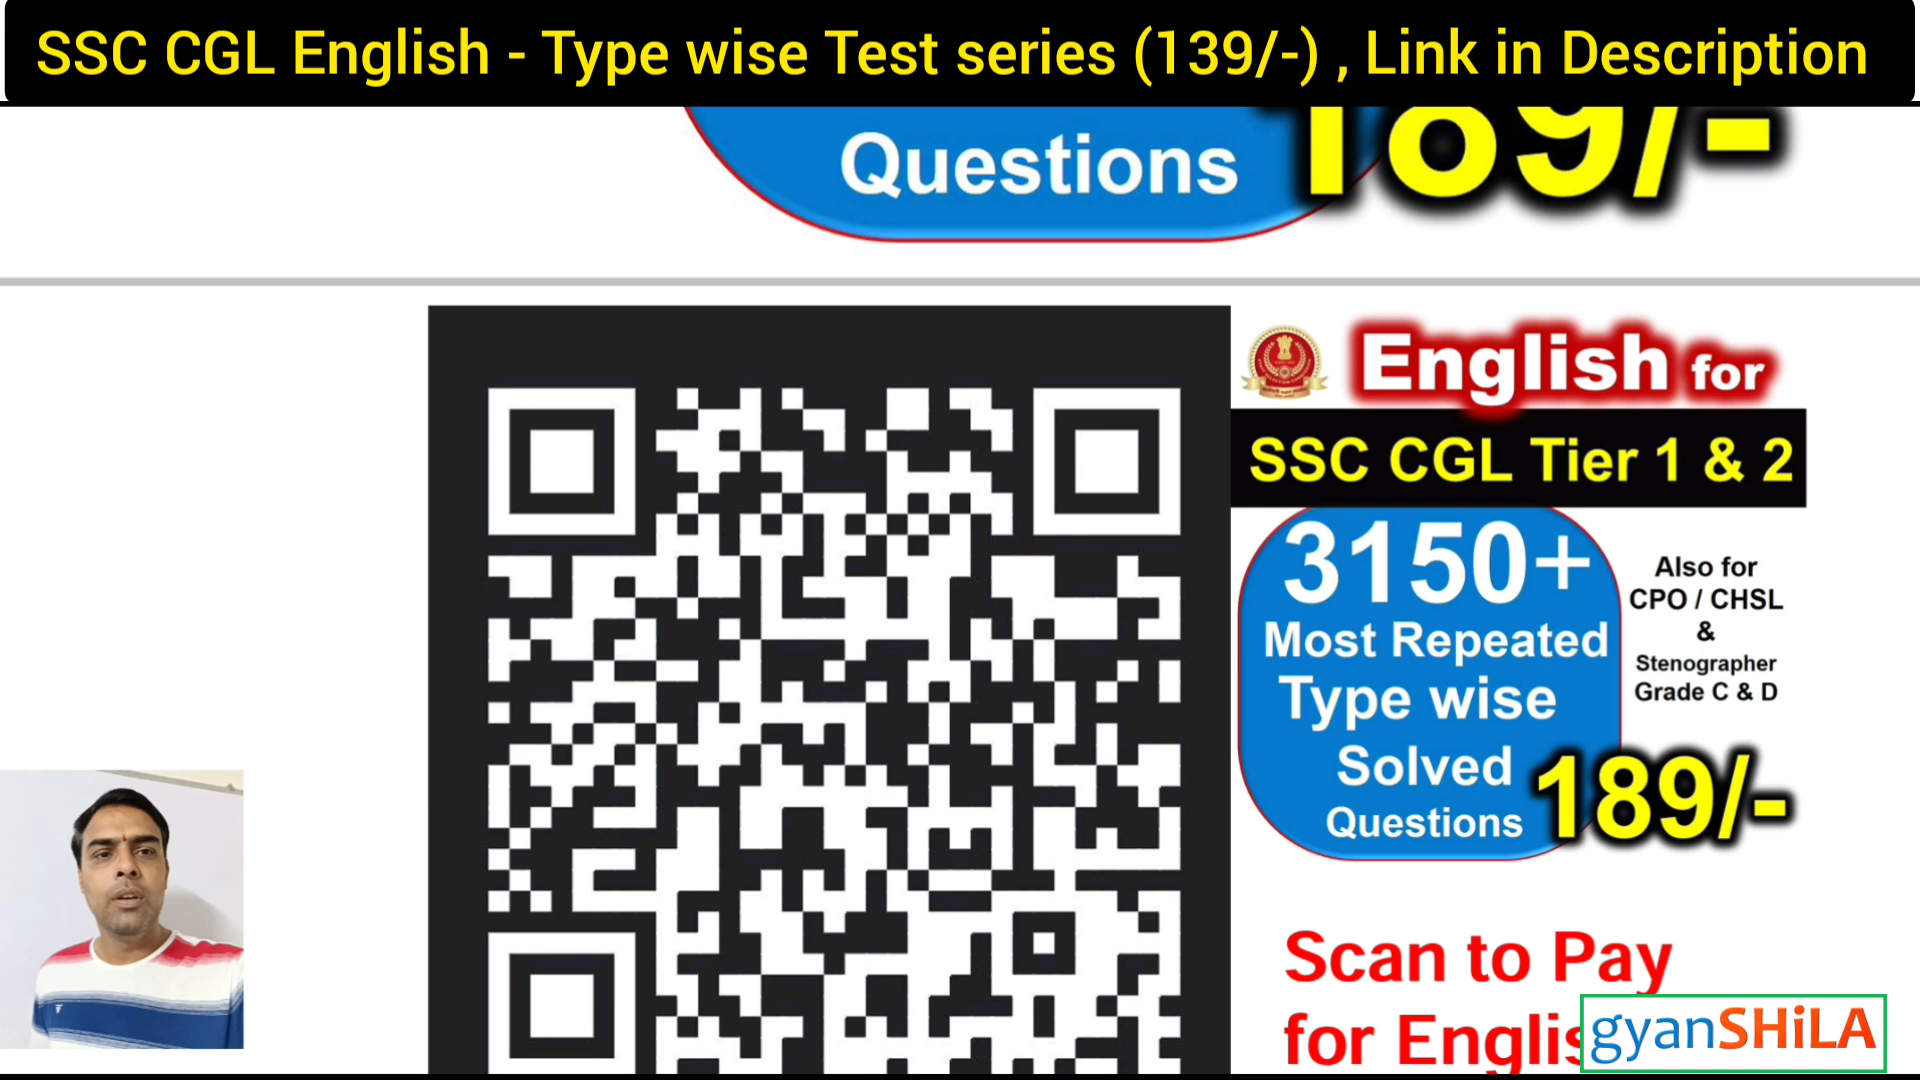 SSC CGL English - Type wise Test series (139/-) , Link in Description
Questions 189/-
English for
SSC CGL Tier 1 & 2
3150+
Most Repeated
Type wise
Solved
Questions
189/-
Also for
CPO / CHSL
&
Stenographer
Grade C & D
Scan to Pay
for Englis
gyanSHiLA